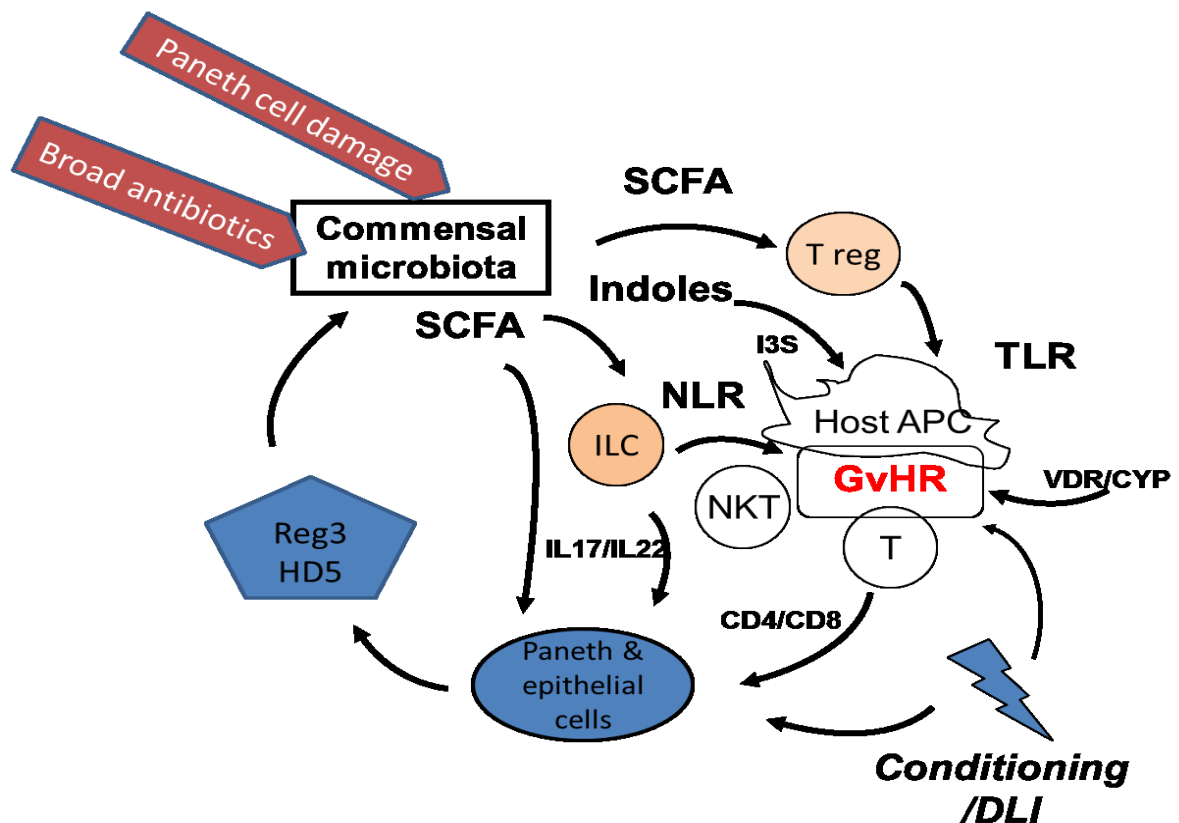 Paneth cell damage
Broad antibiotics
Commensal
microbiota
SCFA
T reg
Indoles
SCFA
I3S
TLR
NLR
Host APC
ILC
GvHR
VDR/CYP
NKT
T
Reg3
HD5
IL17/IL22
CD4/CD8
Paneth &
epithelial
cells
Conditioning
/DLI